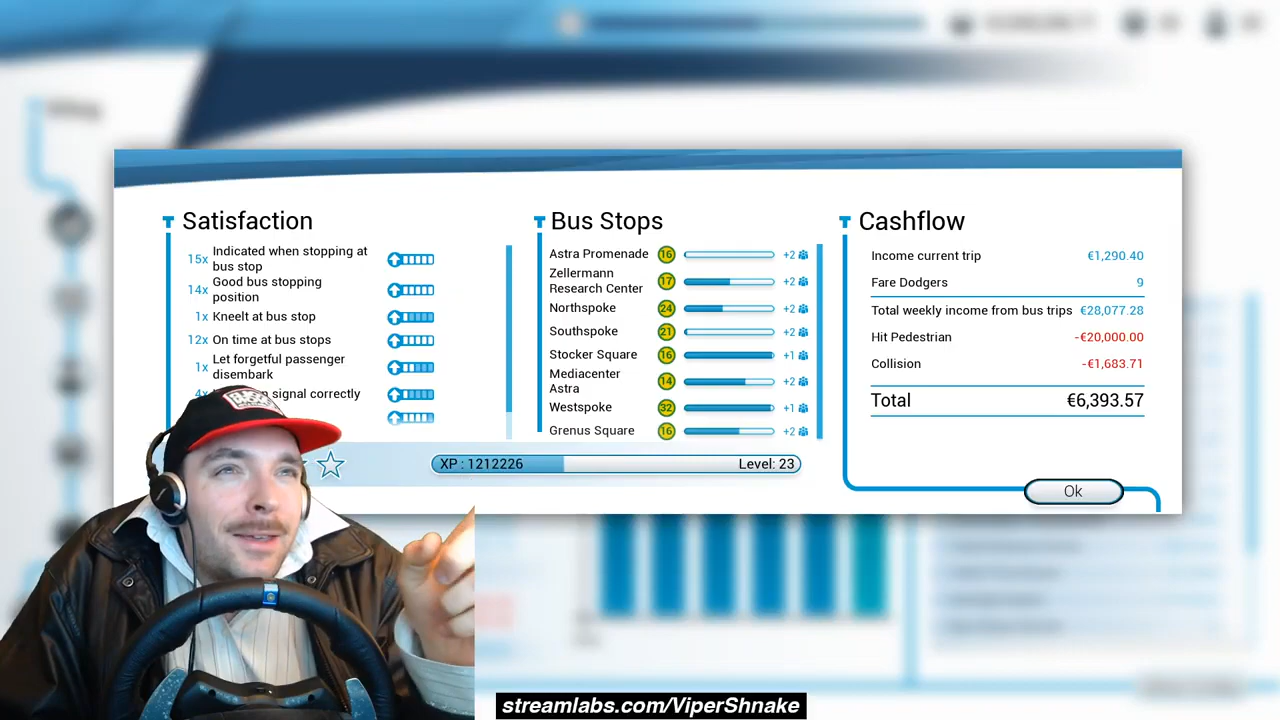 Satisfaction
15x Indicated when stopping at
bus stop
14x Good bus stopping
position
1x Kneelt at bus stop
12x On time at bus stops
1x Let forgetful passenger
disembark
4x signal correctly
XP : 1212226 Level: 23
Bus Stops
Astra Promenade 16 +2
Zellermann
Research Center 17 +2
Northspoke 24 +2
Southspoke 21 +2
Stocker Square 16 +1
Mediacenter
Astra 14 +2
Westspoke 32 +1
Grenus Square 16 +2
Cashflow
Income current trip €1,290.40
Fare Dodgers 9
Total weekly income from bus trips €28,077.28
Hit Pedestrian -€20,000.00
Collision -€1,683.71
Total €6,393.57
Ok
streamlabs.com/ViperShnake